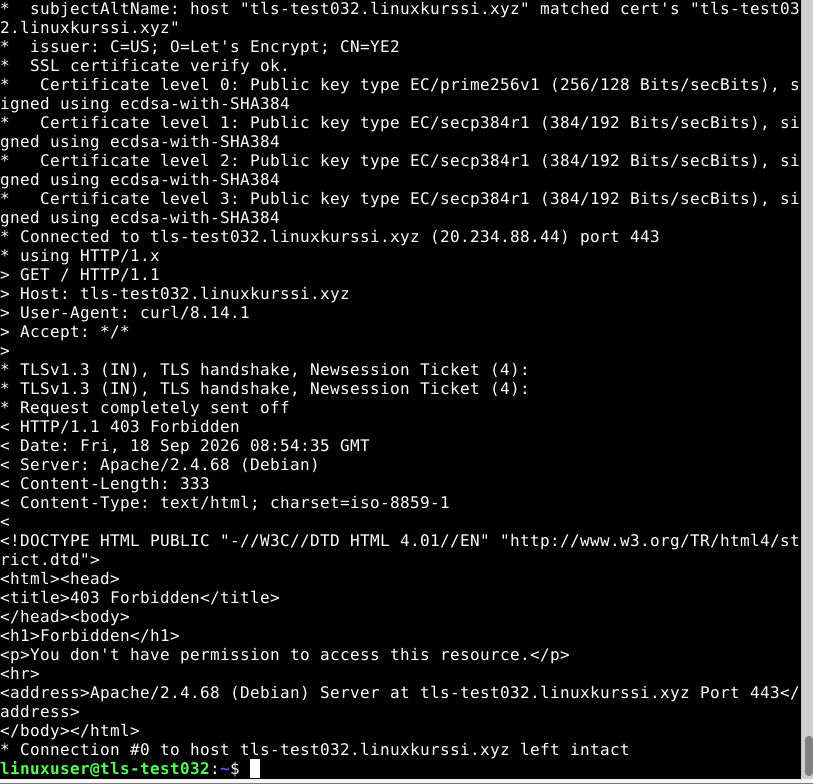 *  subjectAltName: host "tls-test032.linuxkurssi.xyz" matched cert's "tls-test03
2.linuxkurssi.xyz"
*  issuer: C=US; O=Let's Encrypt; CN=YE2
*  SSL certificate verify ok.
*   Certificate level 0: Public key type EC/prime256v1 (256/128 Bits/secBits), s
igned using ecdsa-with-SHA384
*   Certificate level 1: Public key type EC/secp384r1 (384/192 Bits/secBits), si
gned using ecdsa-with-SHA384
*   Certificate level 2: Public key type EC/secp384r1 (384/192 Bits/secBits), si
gned using ecdsa-with-SHA384
*   Certificate level 3: Public key type EC/secp384r1 (384/192 Bits/secBits), si
gned using ecdsa-with-SHA384
* Connected to tls-test032.linuxkurssi.xyz (20.234.88.44) port 443
* using HTTP/1.x
> GET / HTTP/1.1
> Host: tls-test032.linuxkurssi.xyz
> User-Agent: curl/8.14.1
> Accept: */*
>
* TLSv1.3 (IN), TLS handshake, Newsession Ticket (4):
* TLSv1.3 (IN), TLS handshake, Newsession Ticket (4):
* Request completely sent off
< HTTP/1.1 403 Forbidden
< Date: Fri, 18 Sep 2026 08:54:35 GMT
< Server: Apache/2.4.68 (Debian)
< Content-Length: 333
< Content-Type: text/html; charset=iso-8859-1
<
<!DOCTYPE HTML PUBLIC "-//W3C//DTD HTML 4.01//EN" "http://www.w3.org/TR/html4/st
rict.dtd">
<html><head>
<title>403 Forbidden</title>
</head><body>
<h1>Forbidden</h1>
<p>You don't have permission to access this resource.</p>
<hr>
<address>Apache/2.4.68 (Debian) Server at tls-test032.linuxkurssi.xyz Port 443</
address>
</body></html>
* Connection #0 to host tls-test032.linuxkurssi.xyz left intact
linuxuser@tls-test032:~$